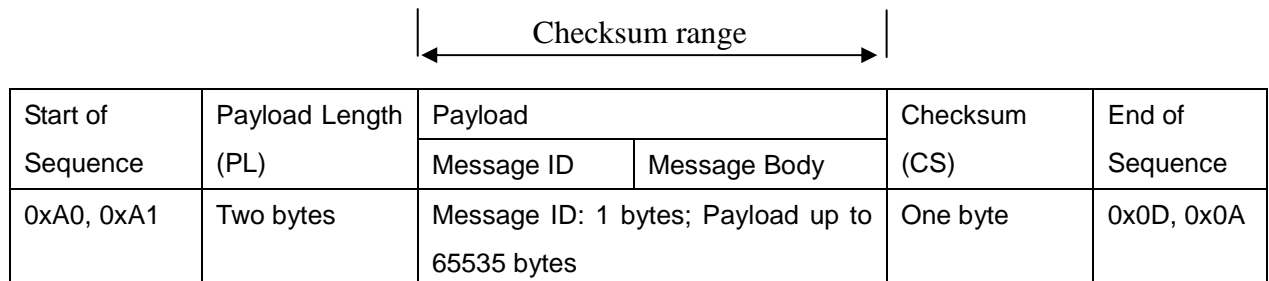 Checksum range
Start of Sequence
Payload Length (PL)
Payload
Checksum (CS)
End of Sequence
Message ID
Message Body
0xA0, 0xA1
Two bytes
Message ID: 1 bytes; Payload up to
65535 bytes
One byte
0x0D, 0x0A